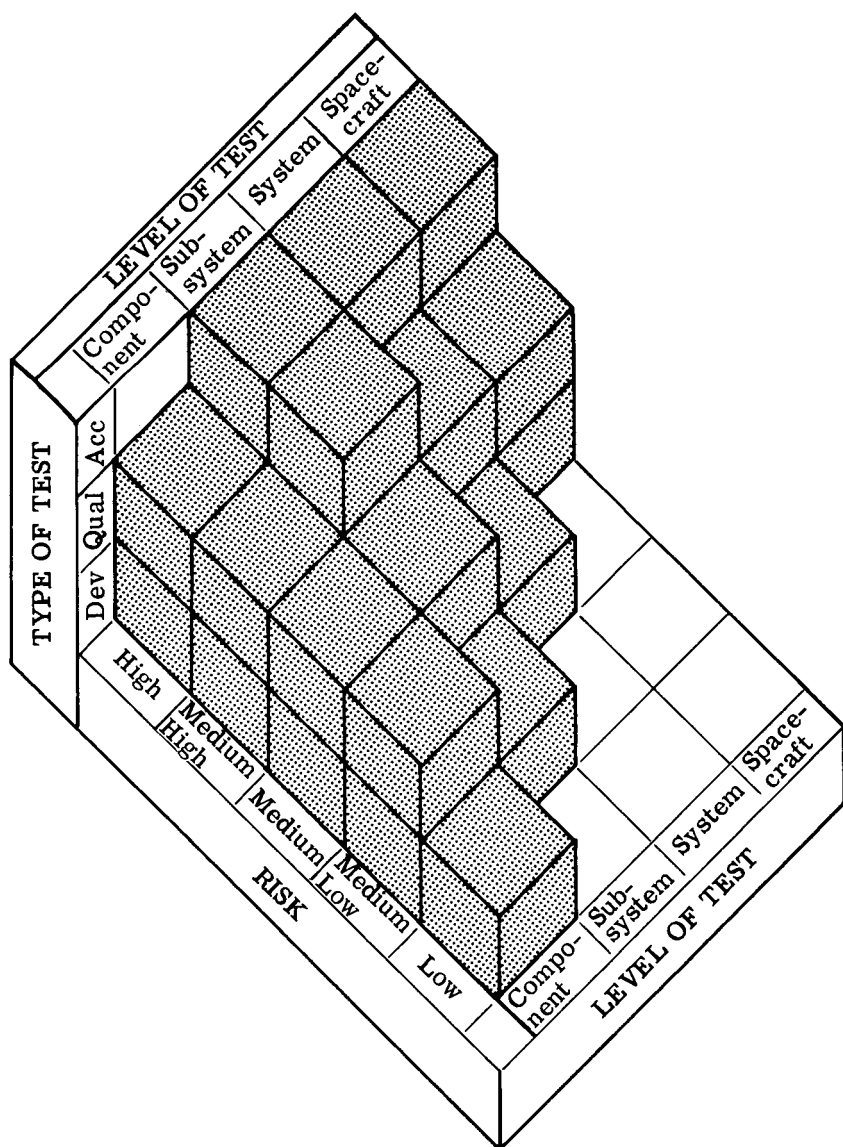 LEVEL OF TEST
Compo-
nent
Sub-
system
System
Space-
craft
TYPE OF TEST
Acc
Qual
Dev
RISK
High
Medium
High
Medium
Medium
Low
Low
LEVEL OF TEST
Compo-
nent
Sub-
system
System
Space-
craft